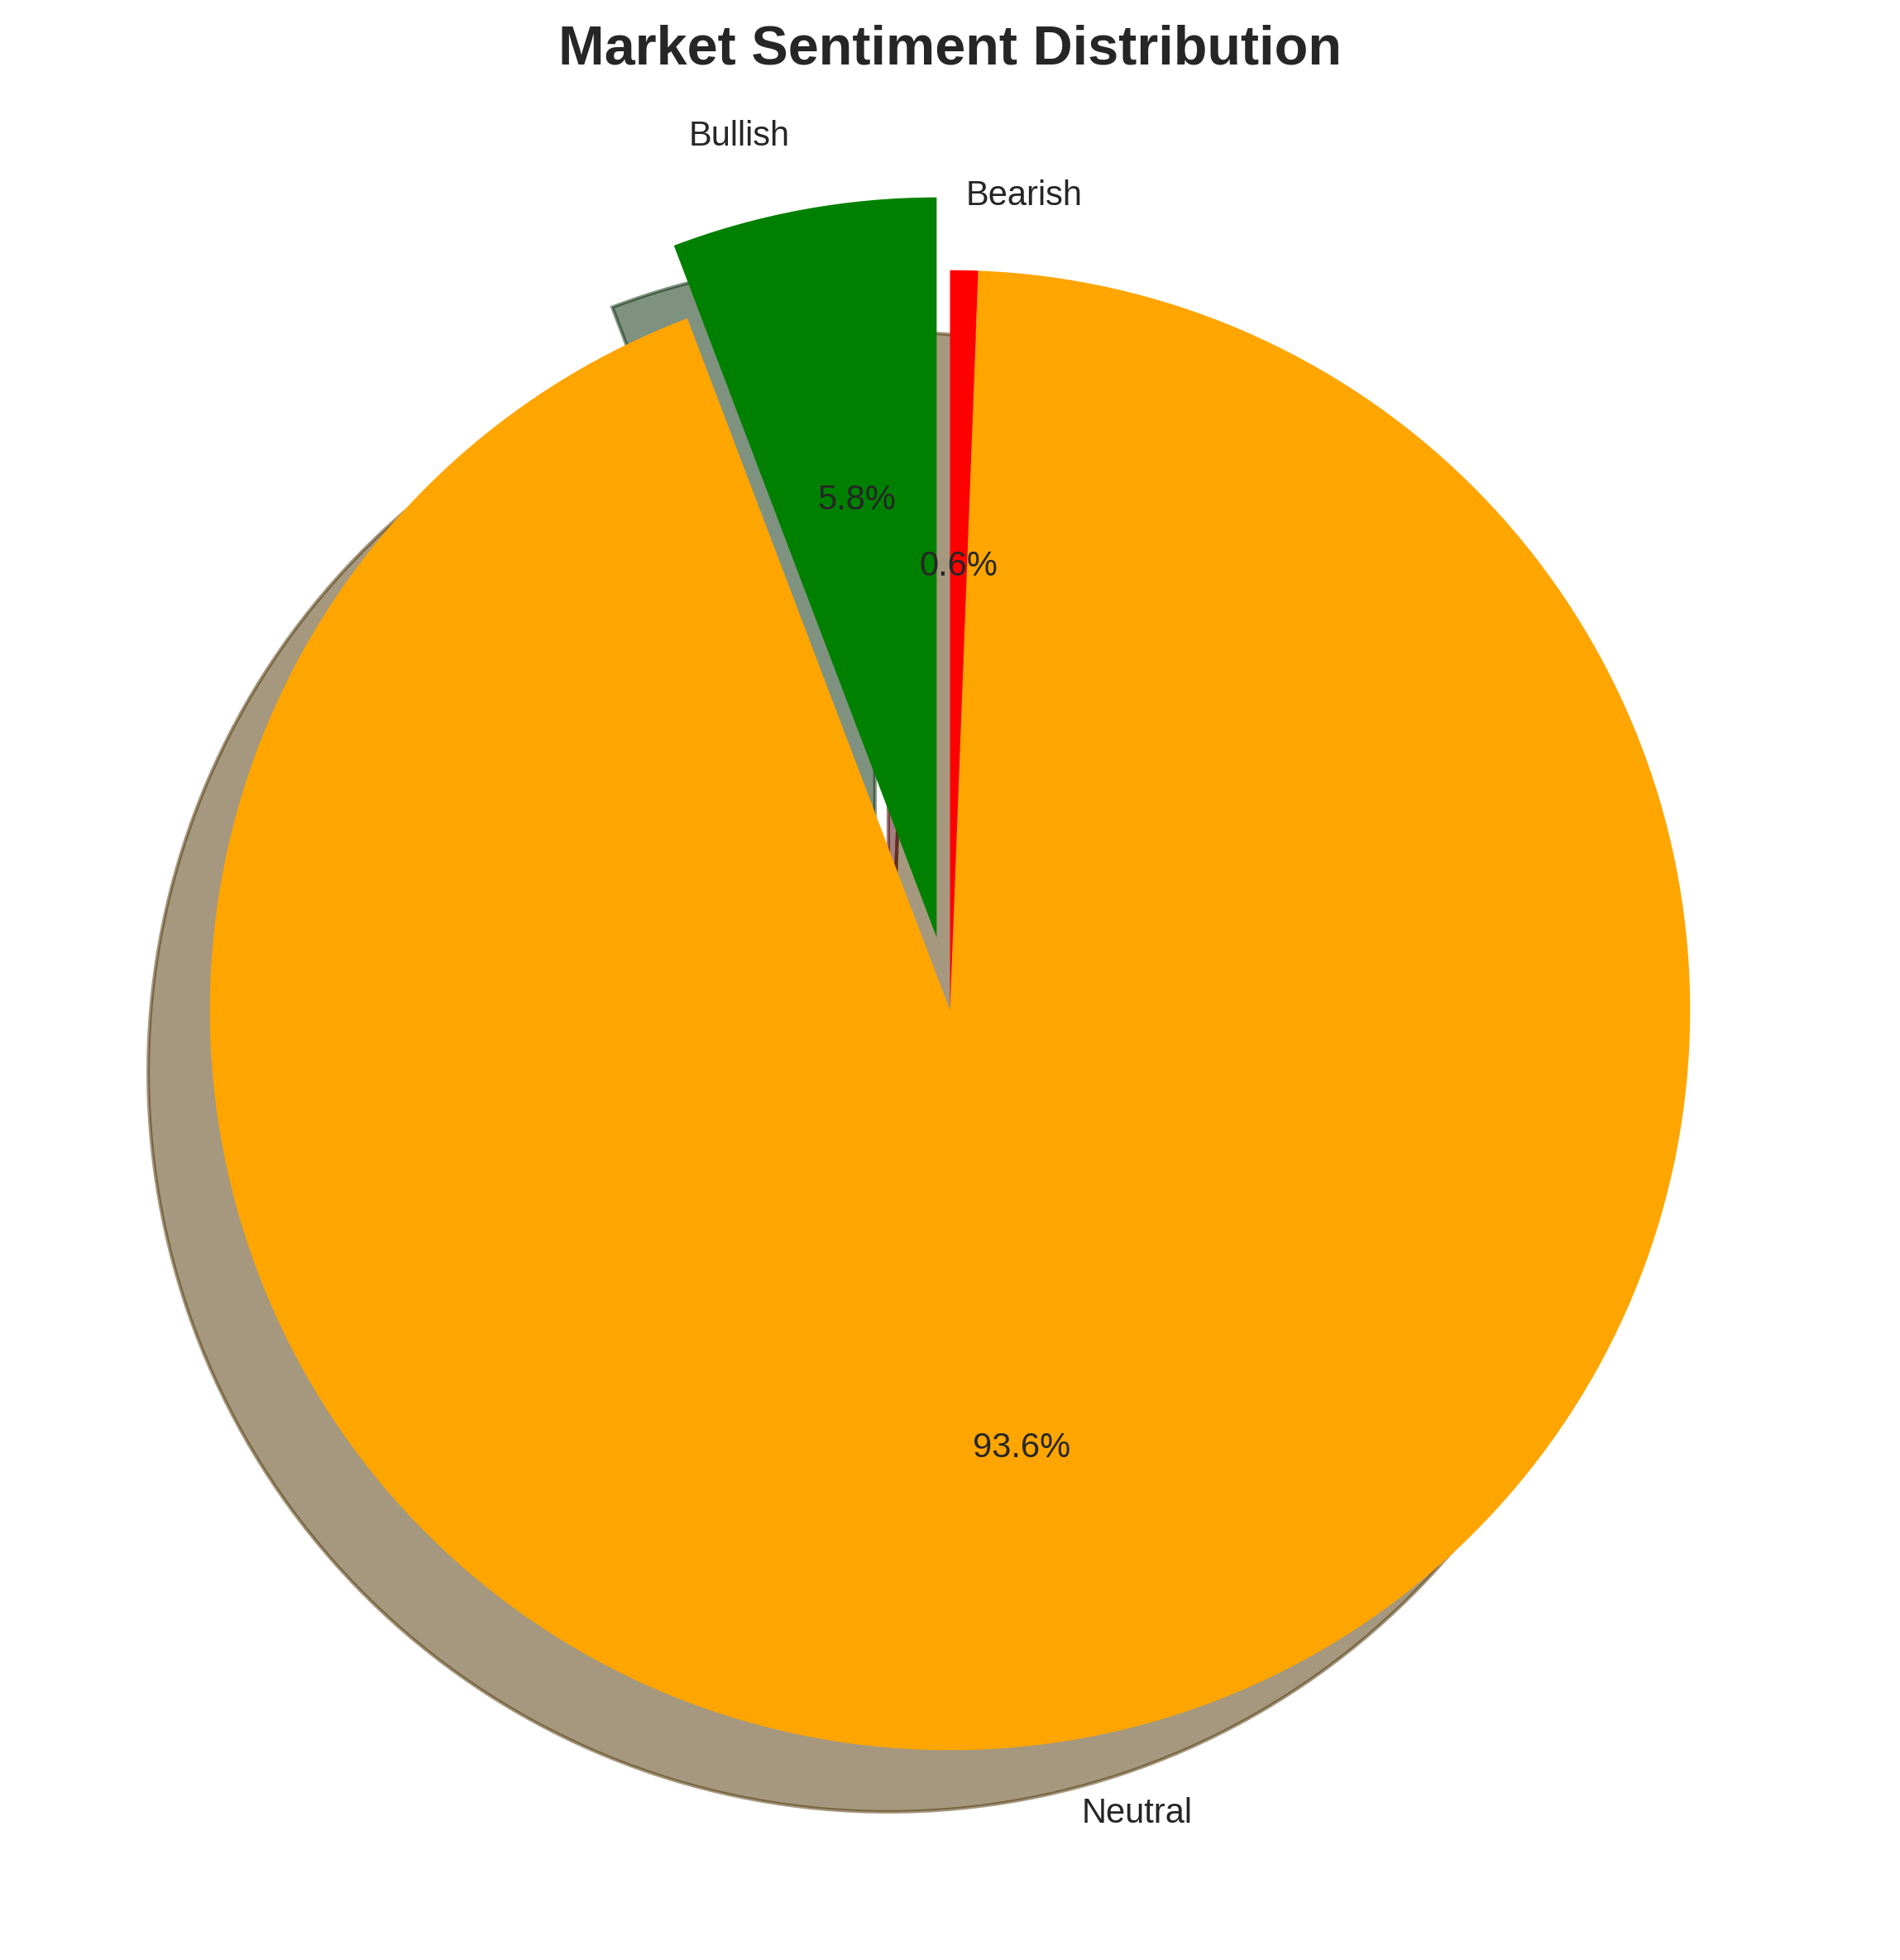 Market Sentiment Distribution
Bullish
Bearish
5.8%
0.6%
93.6%
Neutral